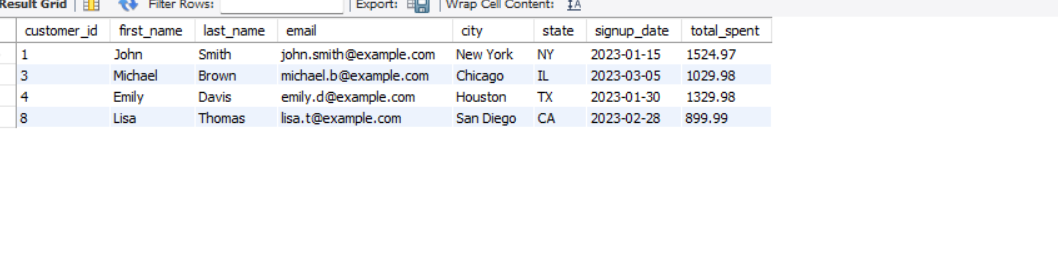 Result Grid | Filter Rows: | Export: | Wrap Cell Content: IA
customer_id first_name last_name email city state signup_date total_spent
1 John Smith john.smith@example.com New York NY 2023-01-15 1524.97
3 Michael Brown michael.b@example.com Chicago IL 2023-03-05 1029.98
4 Emily Davis emily.d@example.com Houston TX 2023-01-30 1329.98
8 Lisa Thomas lisa.t@example.com San Diego CA 2023-02-28 899.99